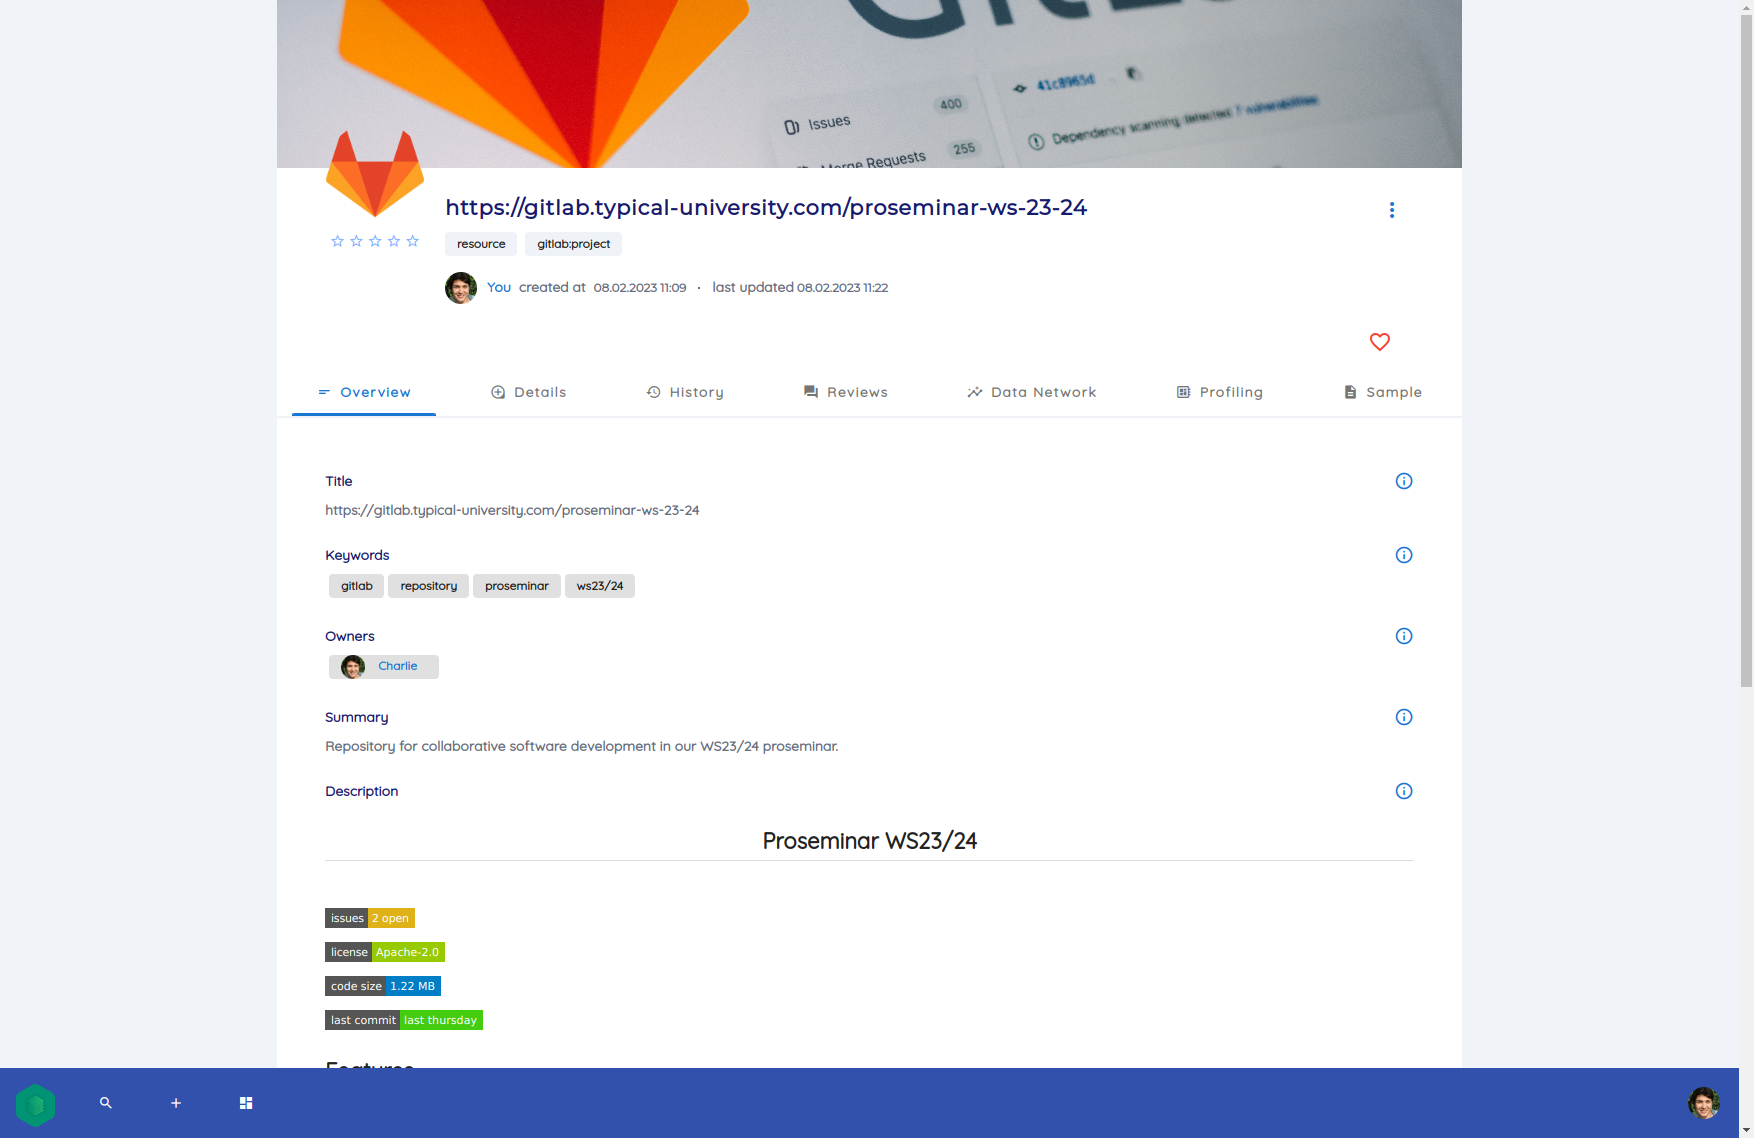 Issues
400
Merge Requests
255
41c8965d
Dependency scanning detected 7 vulnerabilities
https://gitlab.typical-university.com/proseminar-ws-23-24
resource
gitlab:project
You created at 08.02.2023 11:09 · last updated 08.02.2023 11:22
Overview
Details
History
Reviews
Data Network
Profiling
Sample
Title
https://gitlab.typical-university.com/proseminar-ws-23-24
Keywords
gitlab
repository
proseminar
ws23/24
Owners
Charlie
Summary
Repository for collaborative software development in our WS23/24 proseminar.
Description
Proseminar WS23/24
issues 2 open
license Apache-2.0
code size 1.22 MB
last commit last thursday
Features